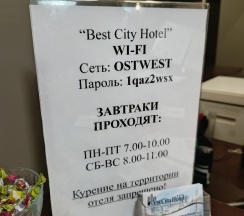 “Best City Hotel”
WI-FI
Сеть: OSTWEST
Пароль: 1qaz2wsx
ЗАВТРАКИ
ПРОХОДЯТ:
ПН-ПТ 7.00-10.00
СБ-ВС 8.00-11.00
Курение на территории
отеля запрещено!